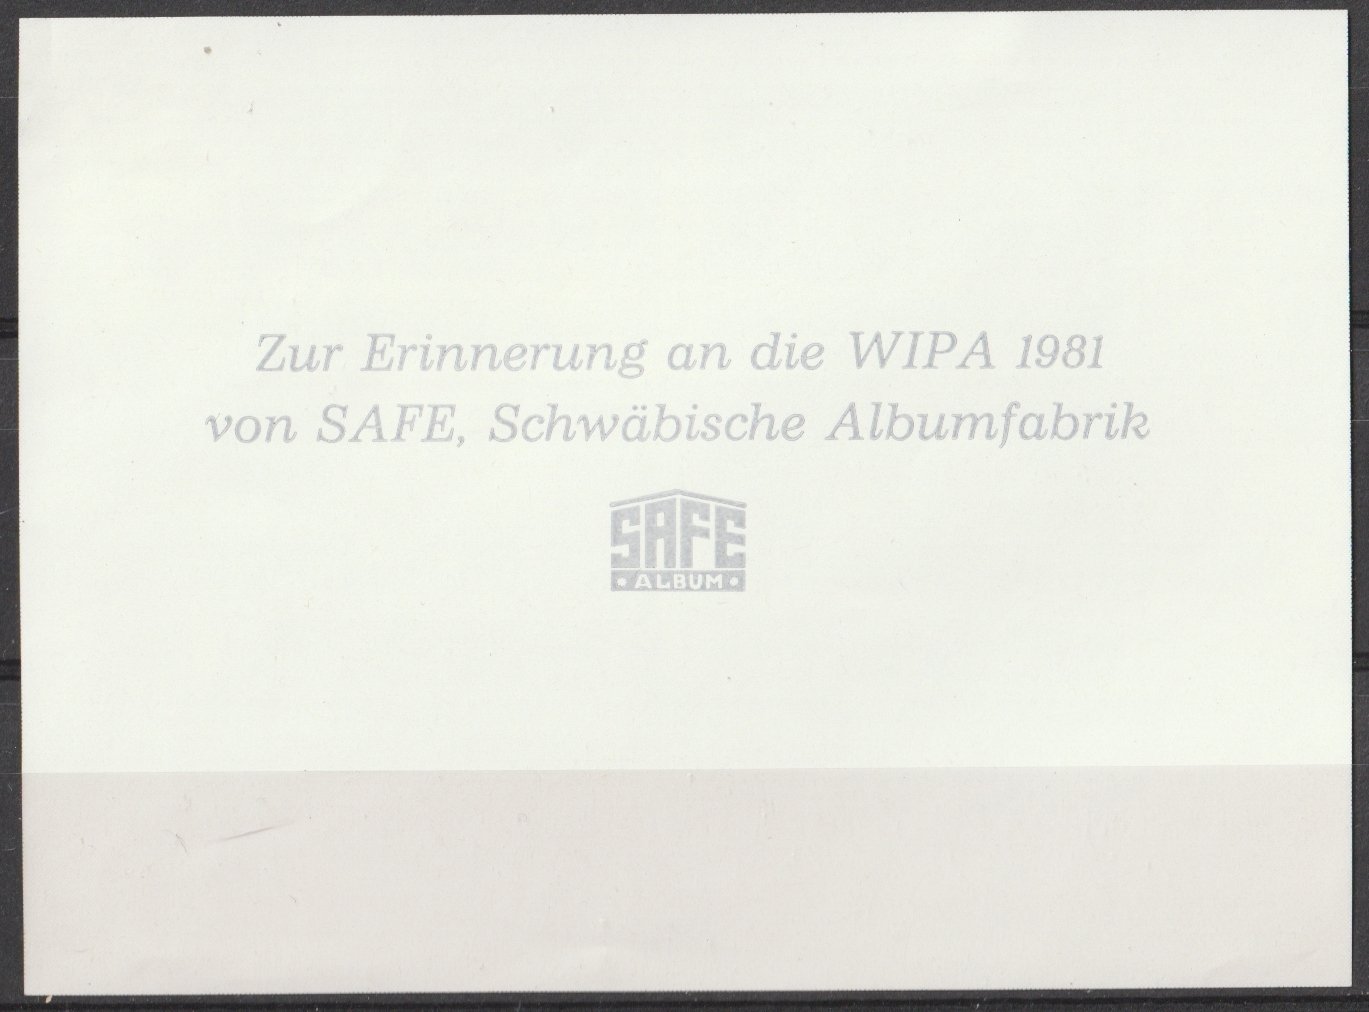 Zur Erinnerung an die WIPA 1981
von SAFE, Schwäbische Albumfabrik
SAFE
ALBUM